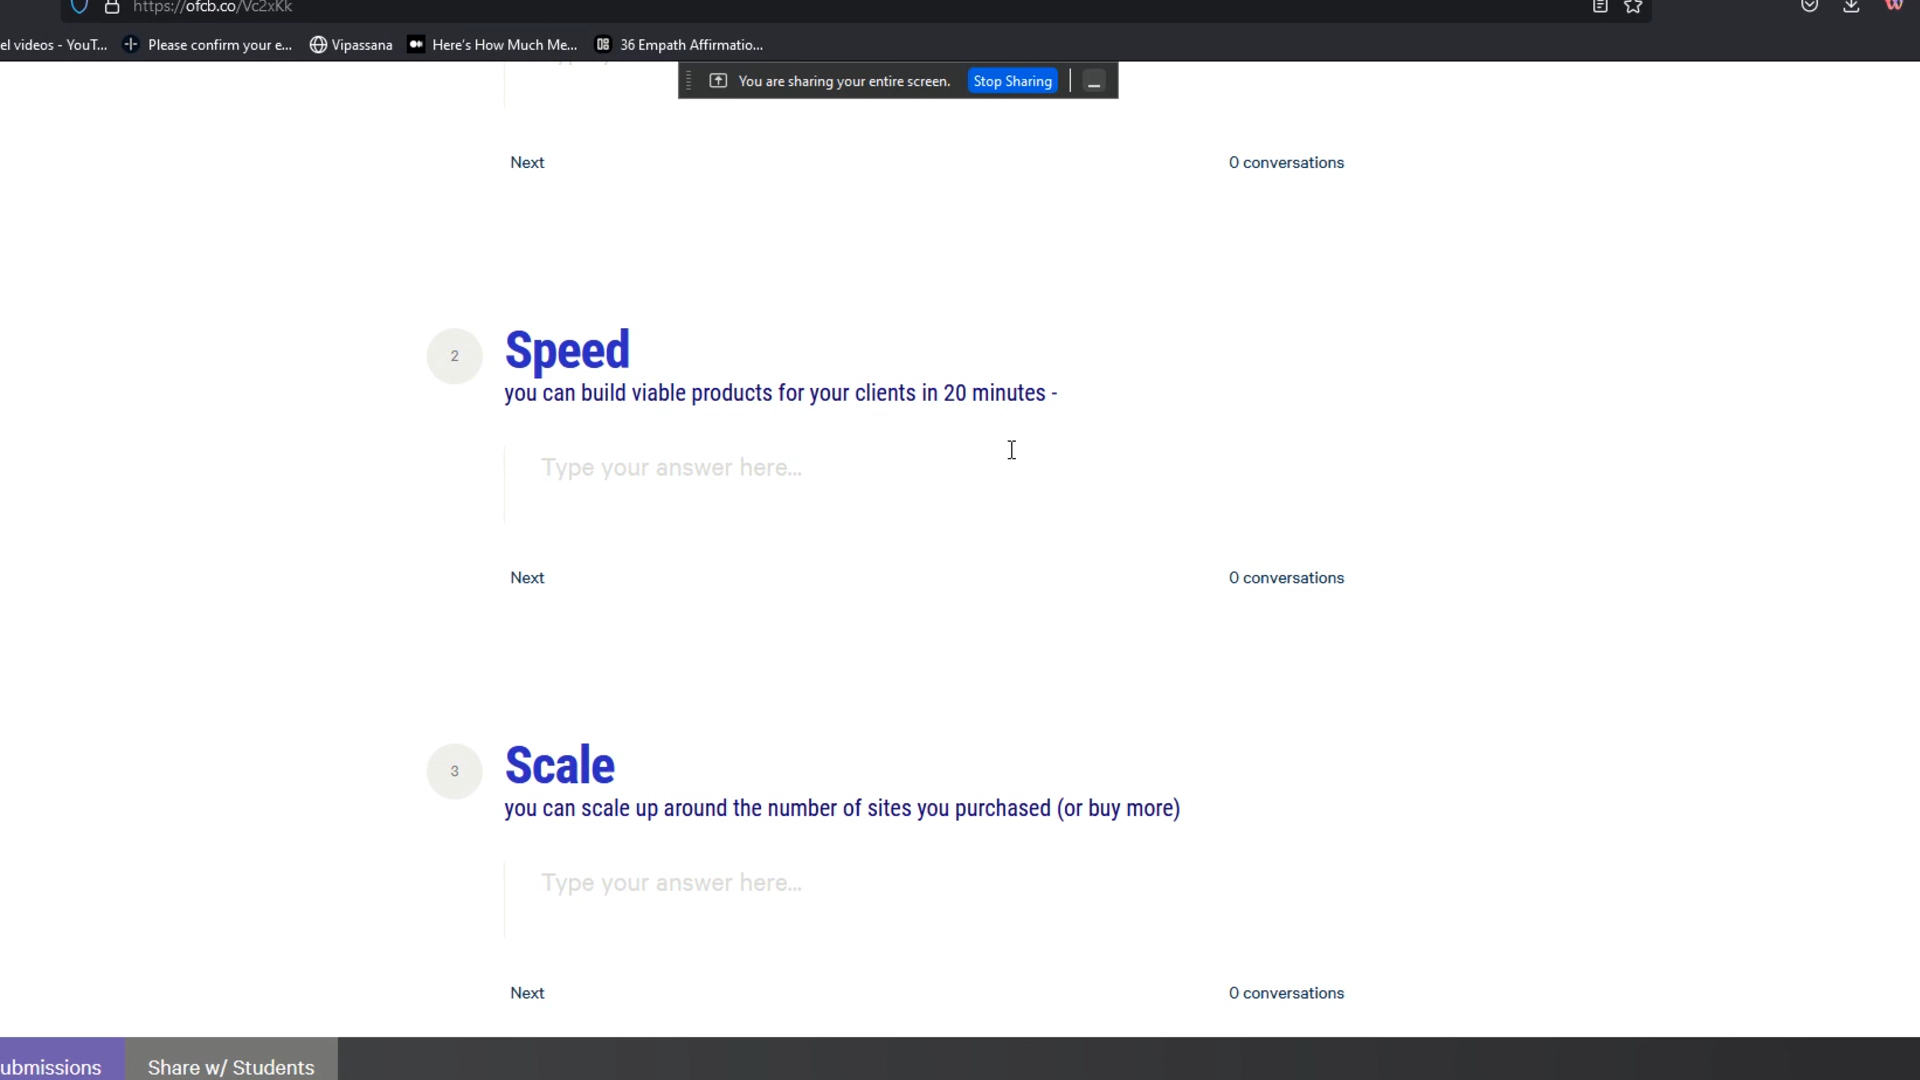 https://ofcb.co/Vc2xKk
el videos - YouT...
Please confirm your e...
Vipassana
Here's How Much Me...
36 Empath Affirmatio...
You are sharing your entire screen.
Stop Sharing
Next
0 conversations
2
Speed
you can build viable products for your clients in 20 minutes -
Type your answer here...
Next
0 conversations
3
Scale
you can scale up around the number of sites you purchased (or buy more)
Type your answer here...
Next
0 conversations
ubmissions
Share w/ Students